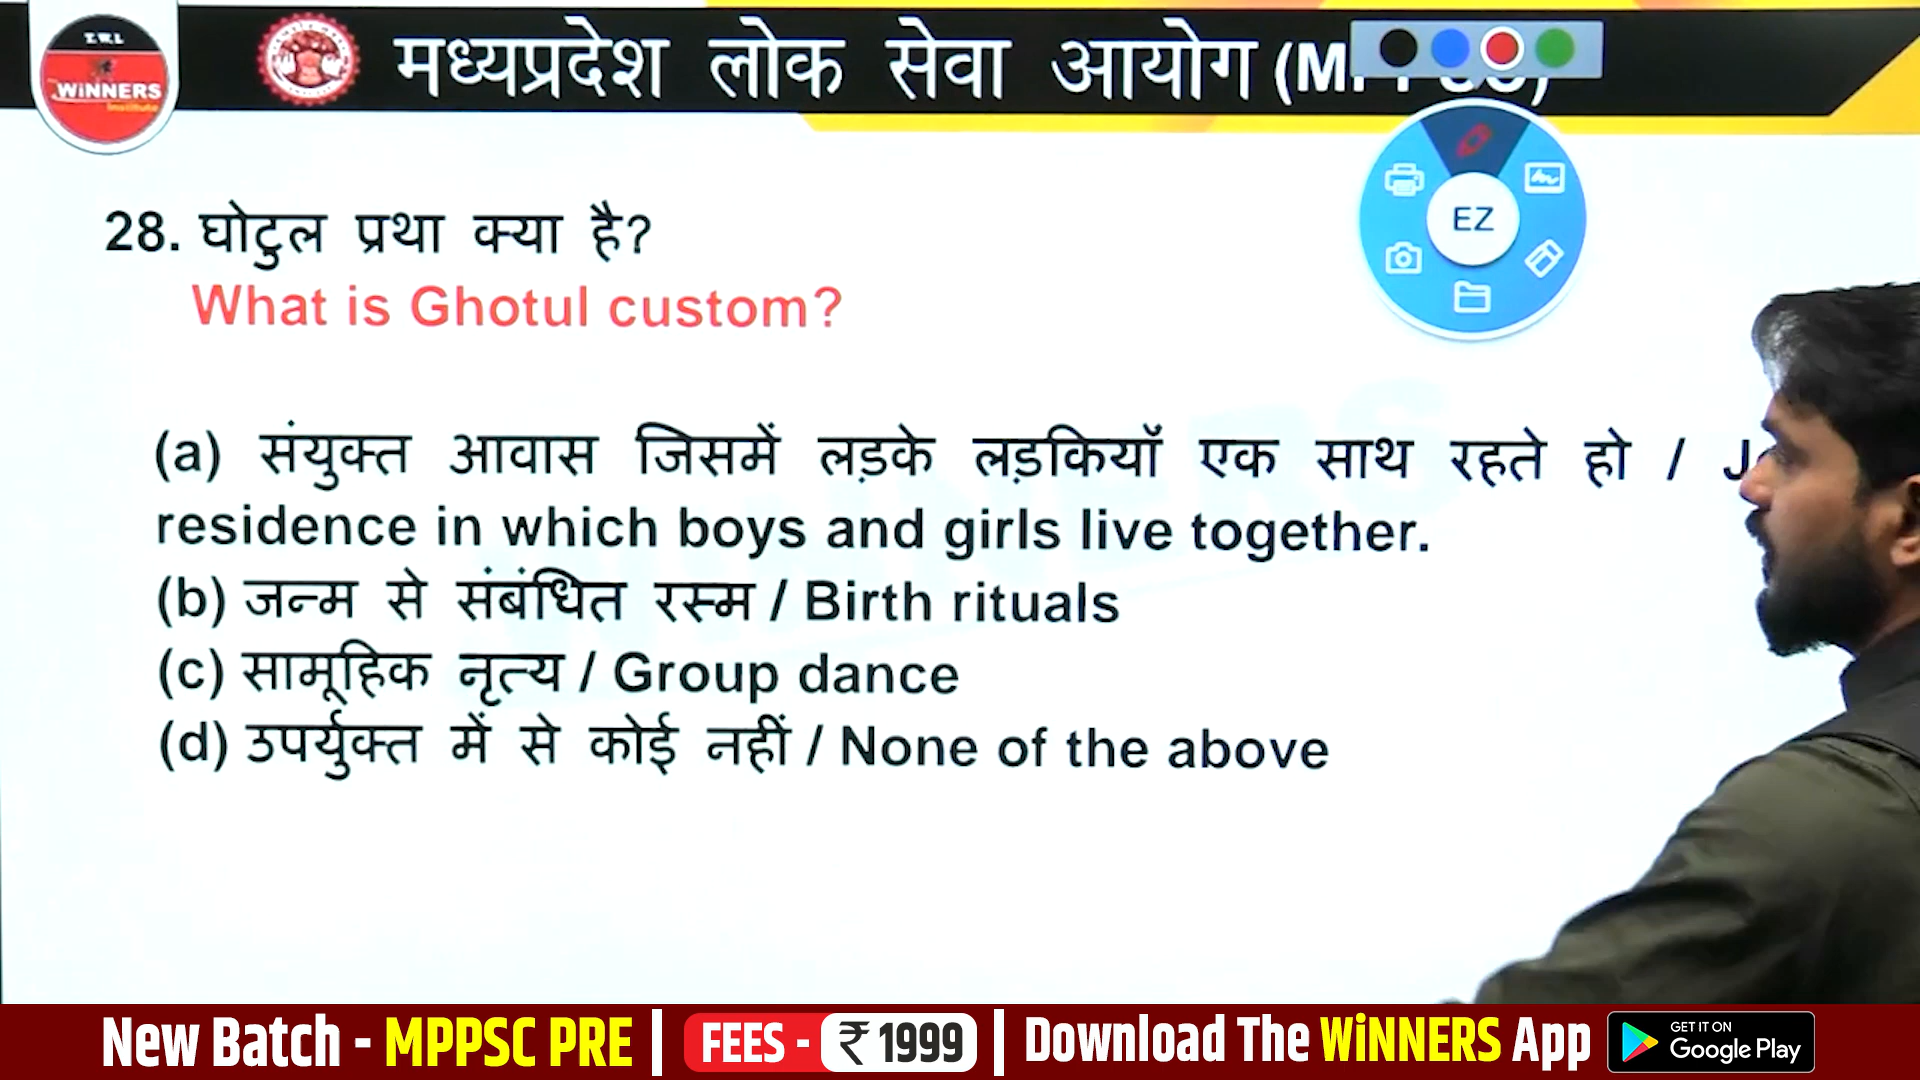 T.W.I.
WiNNERS
Institute
मध्यप्रदेश लोक सेवा आयोग
EZ
28. घोटुल प्रथा क्या है?
What is Ghotul custom?
(a) संयुक्त आवास जिसमें लड़के लड़कियाॅ एक साथ रहते हो /
residence in which boys and girls live together.
(b) जन्म से संबंधित रस्म / Birth rituals
(c) सामूहिक नृत्य / Group dance
(d) उपर्युक्त में से कोई नहीं / None of the above
New Batch - MPPSC PRE | FEES - ₹ 1999 | Download The WiNNERS App
GET IT ON
Google Play